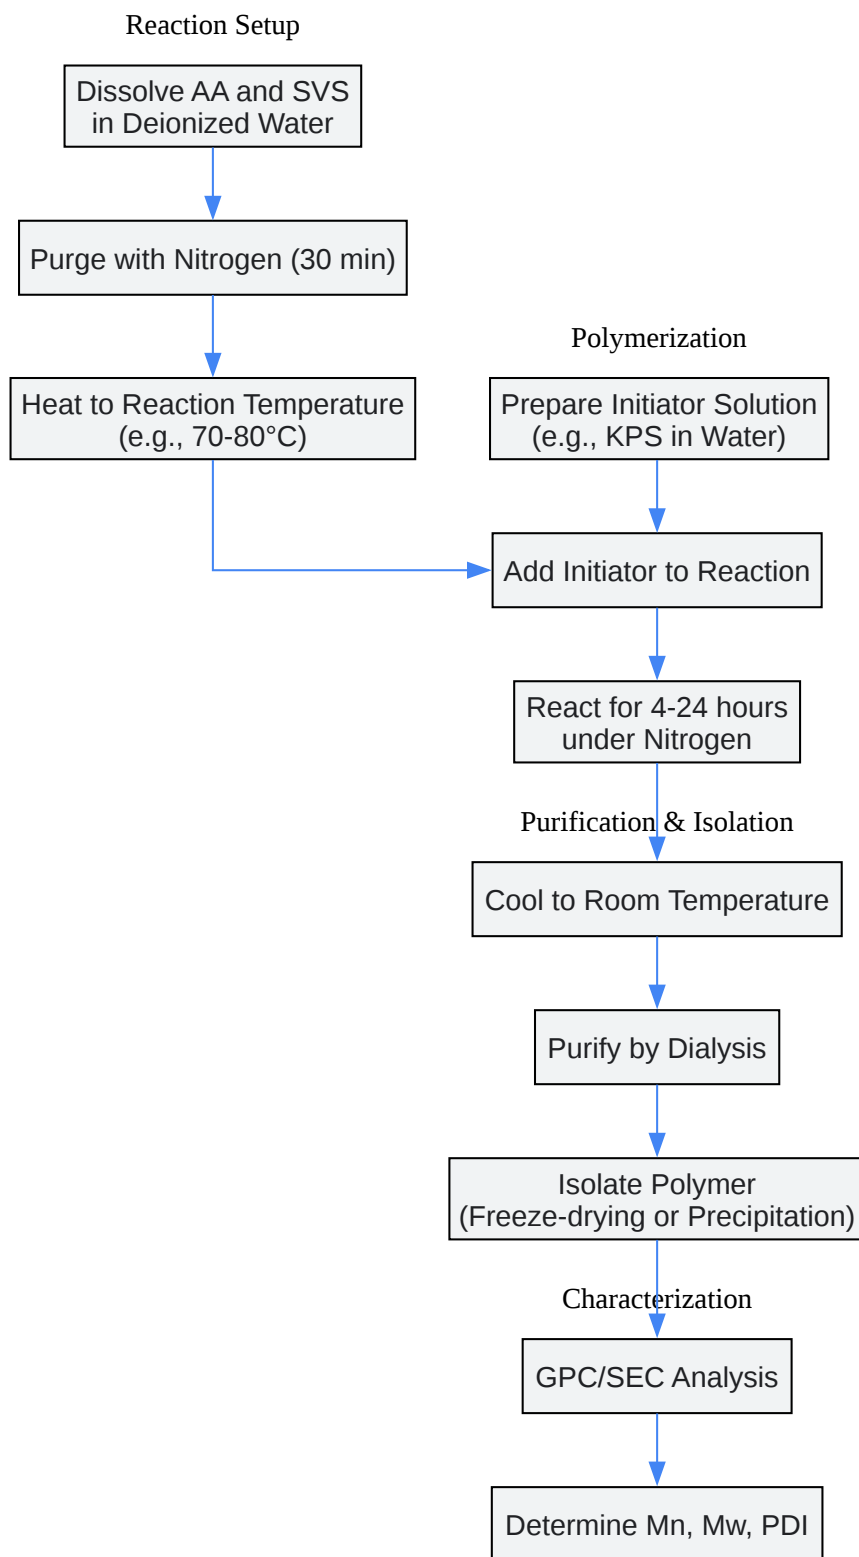 Reaction Setup
Dissolve AA and SVS
in Deionized Water
Purge with Nitrogen (30 min)
Heat to Reaction Temperature
(e.g., 70-80°C)
Polymerization
Prepare Initiator Solution
(e.g., KPS in Water)
Add Initiator to Reaction
React for 4-24 hours
under Nitrogen
Purification & Isolation
Cool to Room Temperature
Purify by Dialysis
Isolate Polymer
(Freeze-drying or Precipitation)
Characterization
GPC/SEC Analysis
Determine Mn, Mw, PDI